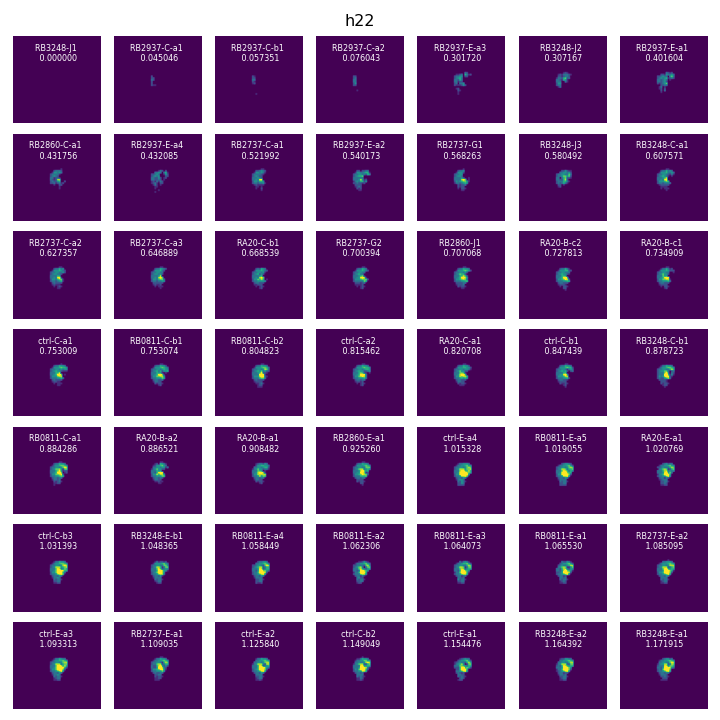 h22
RB3248-J1
0.000000
RB2937-C-a1
0.045046
RB2937-C-b1
0.057351
RB2937-C-a2
0.076043
RB2937-E-a3
0.301720
RB3248-J2
0.307167
RB2937-E-a1
0.401604
RB2860-C-a1
0.431756
RB2937-E-a4
0.432085
RB2737-C-a1
0.521992
RB2937-E-a2
0.540173
RB2737-G1
0.568263
RB3248-J3
0.580492
RB3248-C-a1
0.607571
RB2737-C-a2
0.627357
RB2737-C-a3
0.646889
RA20-C-b1
0.668539
RB2737-G2
0.700394
RB2860-J1
0.707068
RA20-B-c2
0.727813
RA20-B-c1
0.734909
ctrl-C-a1
0.753009
RB0811-C-b1
0.753074
RB0811-C-b2
0.804823
ctrl-C-a2
0.815462
RA20-C-a1
0.820708
ctrl-C-b1
0.847439
RB3248-C-b1
0.878723
RB0811-C-a1
0.884286
RA20-B-a2
0.886521
RA20-B-a1
0.908482
RB2860-E-a1
0.925260
ctrl-E-a4
1.015328
RB0811-E-a5
1.019055
RA20-E-a1
1.020769
ctrl-C-b3
1.031393
RB3248-E-b1
1.048365
RB0811-E-a4
1.058449
RB0811-E-a2
1.062306
RB0811-E-a3
1.064073
RB0811-E-a1
1.065530
RB2737-E-a2
1.085095
ctrl-E-a3
1.093313
RB2737-E-a1
1.109035
ctrl-E-a2
1.125840
ctrl-C-b2
1.149049
ctrl-E-a1
1.154476
RB3248-E-a2
1.164392
RB3248-E-a1
1.171915